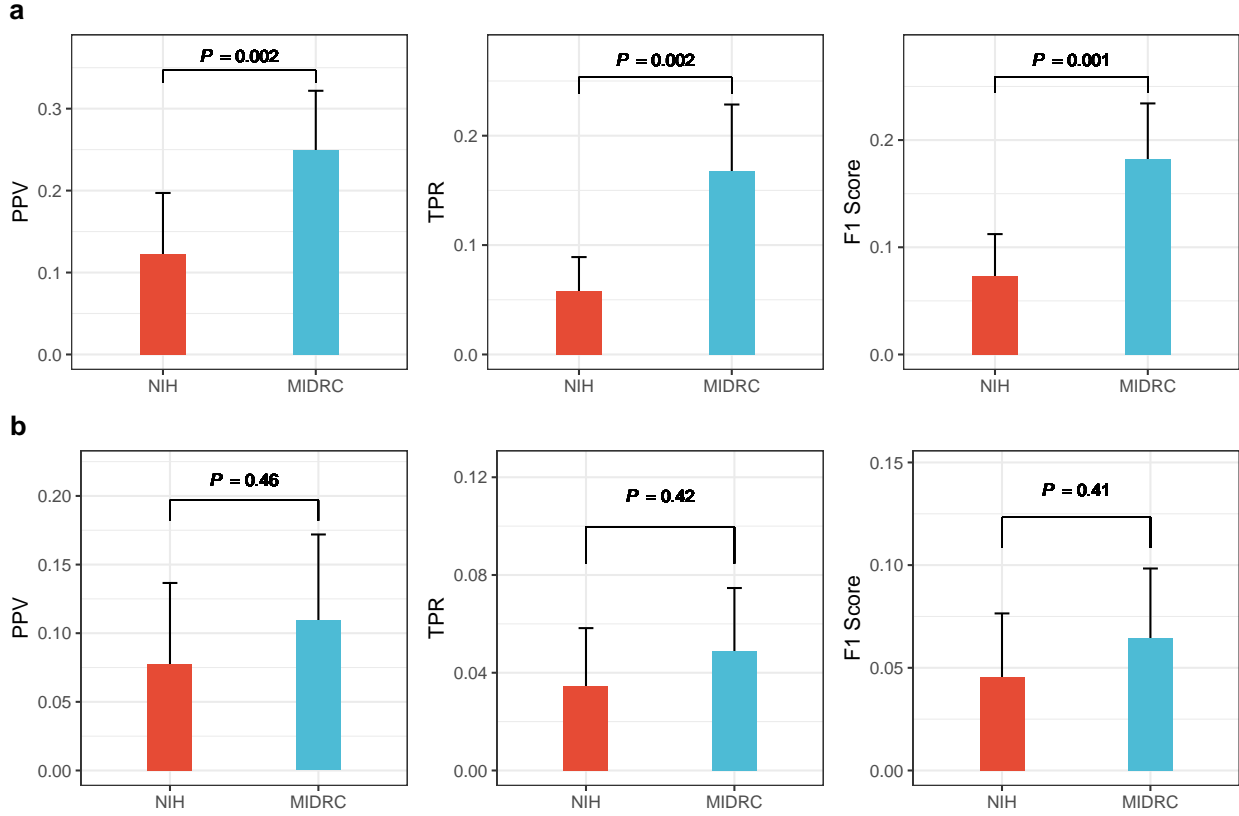 a
P = 0.002
PPV
0.3
0.2
0.1
0.0
NIH
MIDRC
P = 0.002
TPR
0.2
0.1
0.0
NIH
MIDRC
P = 0.001
F1 Score
0.2
0.1
0.0
NIH
MIDRC
b
P = 0.46
PPV
0.20
0.15
0.10
0.05
0.00
NIH
MIDRC
P = 0.42
TPR
0.12
0.08
0.04
0.00
NIH
MIDRC
P = 0.41
F1 Score
0.15
0.10
0.05
0.00
NIH
MIDRC